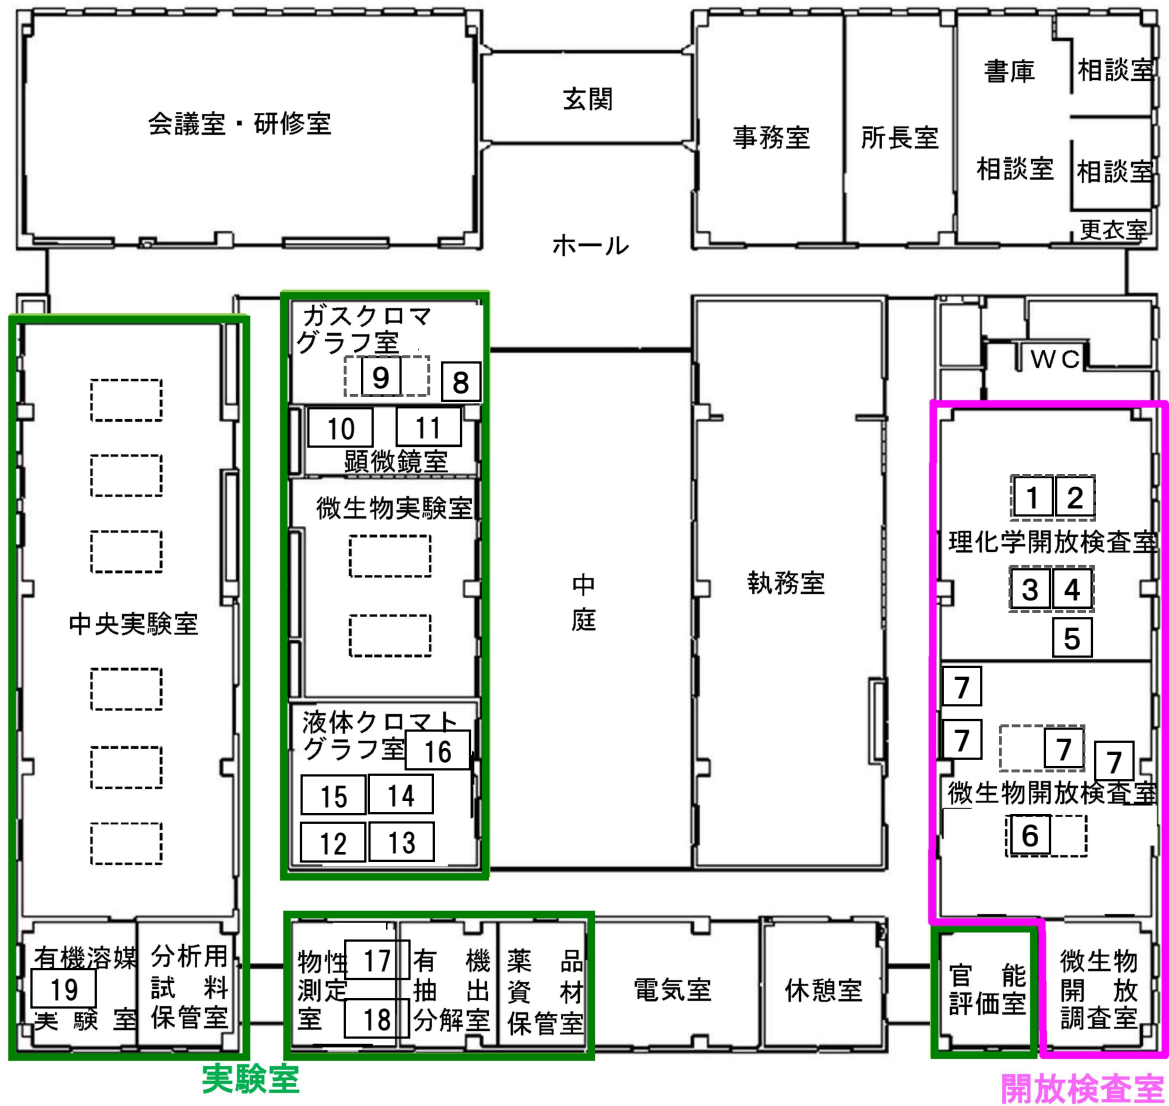 会議室・研修室
玄関
事務室
所長室
書庫
相談室
相談室
相談室
更衣室
ホール
ガスクロマ
グラフ室
9
8
10
11
顕微鏡室
微生物実験室
中央実験室
液体クロマト
グラフ室
16
15
14
12
13
中
庭
執務室
WC
1
2
理化学開放検査室
3
4
5
7
7
7
7
微生物開放検査室
6
有機溶媒
19
実験室
分析用
試料
保管室
物性
測定
室
17
18
有機
抽出
分解室
薬品
資材
保管室
電気室
休憩室
官能
評価室
微生物
開放
調査室
実験室
開放検査室